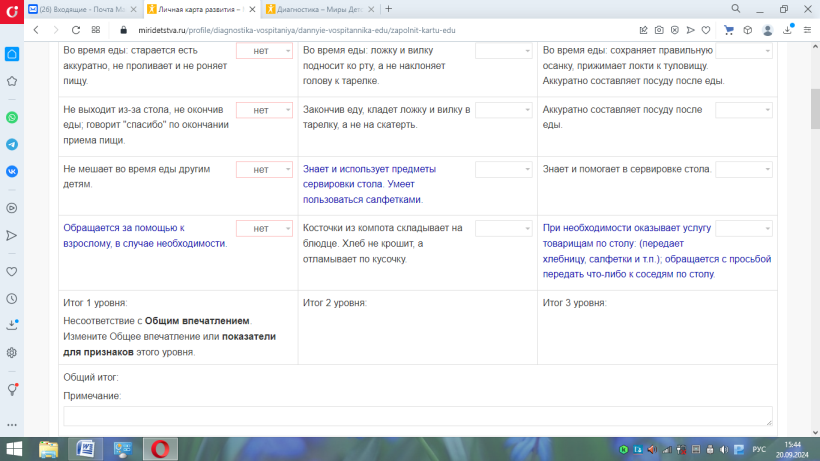 (26) Входящие – Почта Ma
Личная карта развития –
Диагностика – Миры Дет
miridetstva.ru/profile/diagnostika-vospitaniya/dannyie-vospitannika-edu/zapolnit-kartu-edu
Во время еды: старается есть
аккуратно, не проливает и не роняет
пищу.
нет
Во время еды: ложку и вилку
подносит ко рту, а не наклоняет
голову к тарелке.
Во время еды: сохраняет правильную
осанку, прижимает локти к туловищу.
Аккуратно составляет посуду после еды.
Не выходит из-за стола, не окончив
еды; говорит "спасибо" по окончании
приема пищи.
нет
Закончив еду, кладет ложку и вилку в
тарелку, а не на скатерть.
Аккуратно составляет посуду после
еды.
Не мешает во время еды другим
детям.
нет
Знает и использует предметы
сервировки стола. Умеет
пользоваться салфетками.
Знает и помогает в сервировке стола.
Обращается за помощью к
взрослому, в случае необходимости.
нет
Косточки из компота складывает на
блюдце. Хлеб не крошит, а
отламывает по кусочку.
При необходимости оказывает услугу
товарищам по столу: (передает
хлебницу, салфетки и т.п.); обращается с просьбой
передать что-либо к соседям по столу.
Итог 1 уровня:
Несоответствие с Общим впечатлением.
Измените Общее впечатление или показатели
для признаков этого уровня.
Итог 2 уровня:
Итог 3 уровня:
Общий итог:
Примечание:
РУС
15:44
20.09.2024